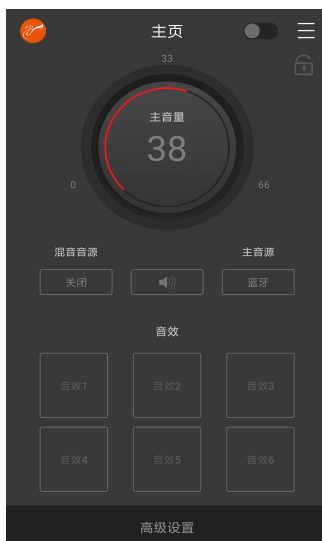 主页
33
主音量
38
0
66
混音音源
主音源
关闭
蓝牙
音效
音效1
音效2
音效3
音效4
音效5
音效6
高级设置